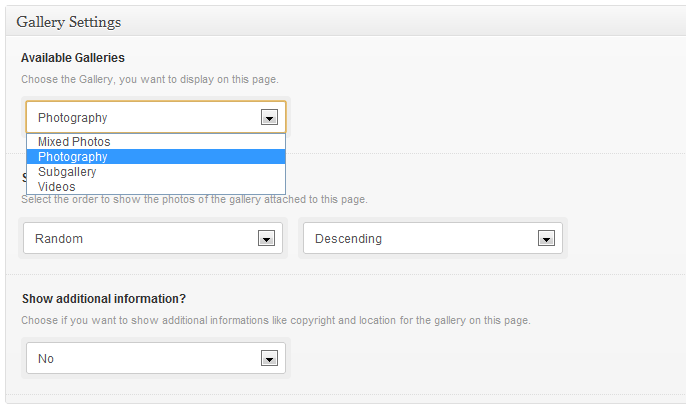 Gallery Settings
Available Galleries
Choose the Gallery, you want to display on this page.
Photography
Mixed Photos
Photography
Subgallery
Videos
Select the order to show the photos of the gallery attached to this page.
Random Descending
Show additional information?
Choose if you want to show additional informations like copyright and location for the gallery on this page.
No